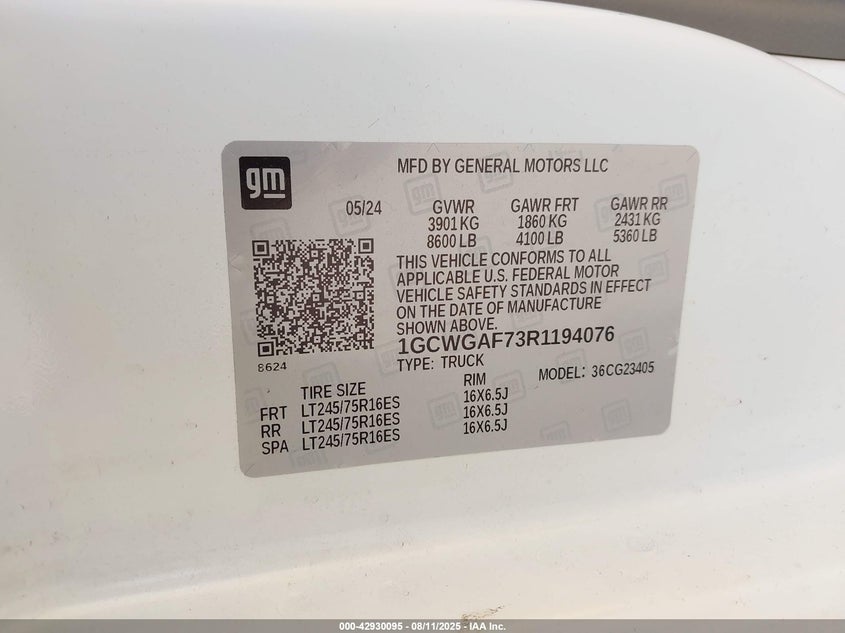 gm
MFD BY GENERAL MOTORS LLC
05/24
GVWR GAWR FRT GAWR RR
3901 KG 1860 KG 2431 KG
8600 LB 4100 LB 5360 LB
THIS VEHICLE CONFORMS TO ALL
APPLICABLE U.S. FEDERAL MOTOR
VEHICLE SAFETY STANDARDS IN EFFECT
ON THE DATE OF MANUFACTURE
SHOWN ABOVE.
1GCWGAF73R1194076
8624
TYPE: TRUCK
MODEL: 36CG23405
TIRE SIZE RIM
FRT LT245/75R16ES 16X6.5J
RR LT245/75R16ES 16X6.5J
SPA LT245/75R16ES 16X6.5J
000-42930095 - 08/11/2025 - IAA Inc.